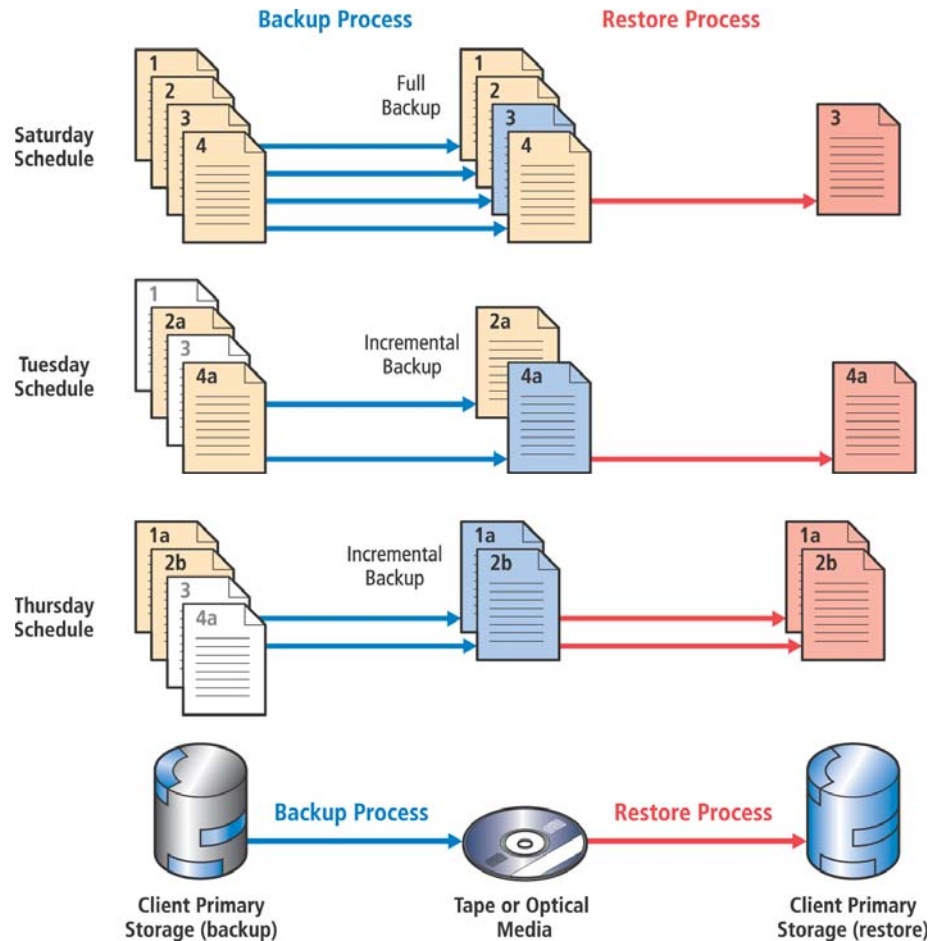 Backup Process
Restore Process
Saturday
Schedule
1
2
3
4
Full
Backup
1
2
3
4
3
Tuesday
Schedule
1
2a
3
4a
Incremental
Backup
2a
4a
4a
Thursday
Schedule
1a
2b
3
4a
Incremental
Backup
1a
2b
1a
2b
Backup Process
Restore Process
Client Primary
Storage (backup)
Tape or Optical
Media
Client Primary
Storage (restore)